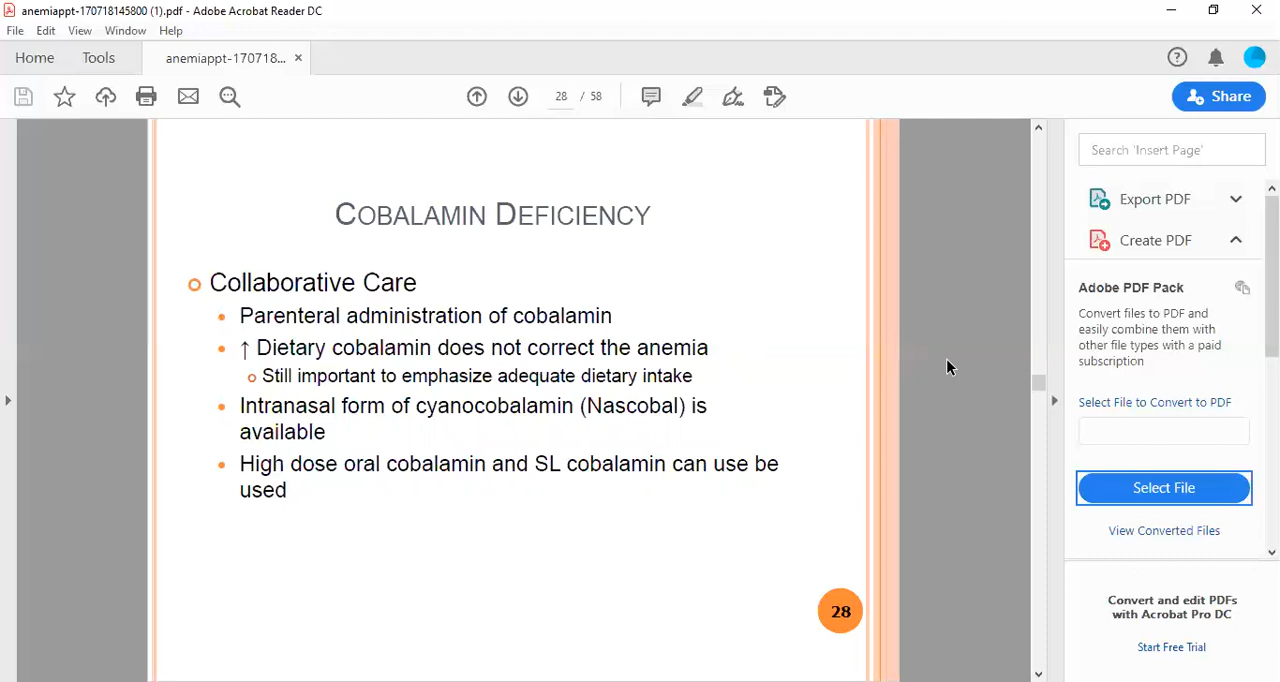 anemiappt-170718145800 (1).pdf - Adobe Acrobat Reader DC
File Edit View Window Help
Home Tools anemiappt-170718... ×
28 / 58
Share
Search 'Insert Page'
Export PDF
Create PDF
Adobe PDF Pack
Convert files to PDF and
easily combine them with
other file types with a paid
subscription
Select File to Convert to PDF
Select File
View Converted Files
Convert and edit PDFs
with Acrobat Pro DC
Start Free Trial
COBALAMIN DEFICIENCY
Collaborative Care
• Parenteral administration of cobalamin
• ↑ Dietary cobalamin does not correct the anemia
Still important to emphasize adequate dietary intake
• Intranasal form of cyanocobalamin (Nascobal) is
available
• High dose oral cobalamin and SL cobalamin can use be
used
28